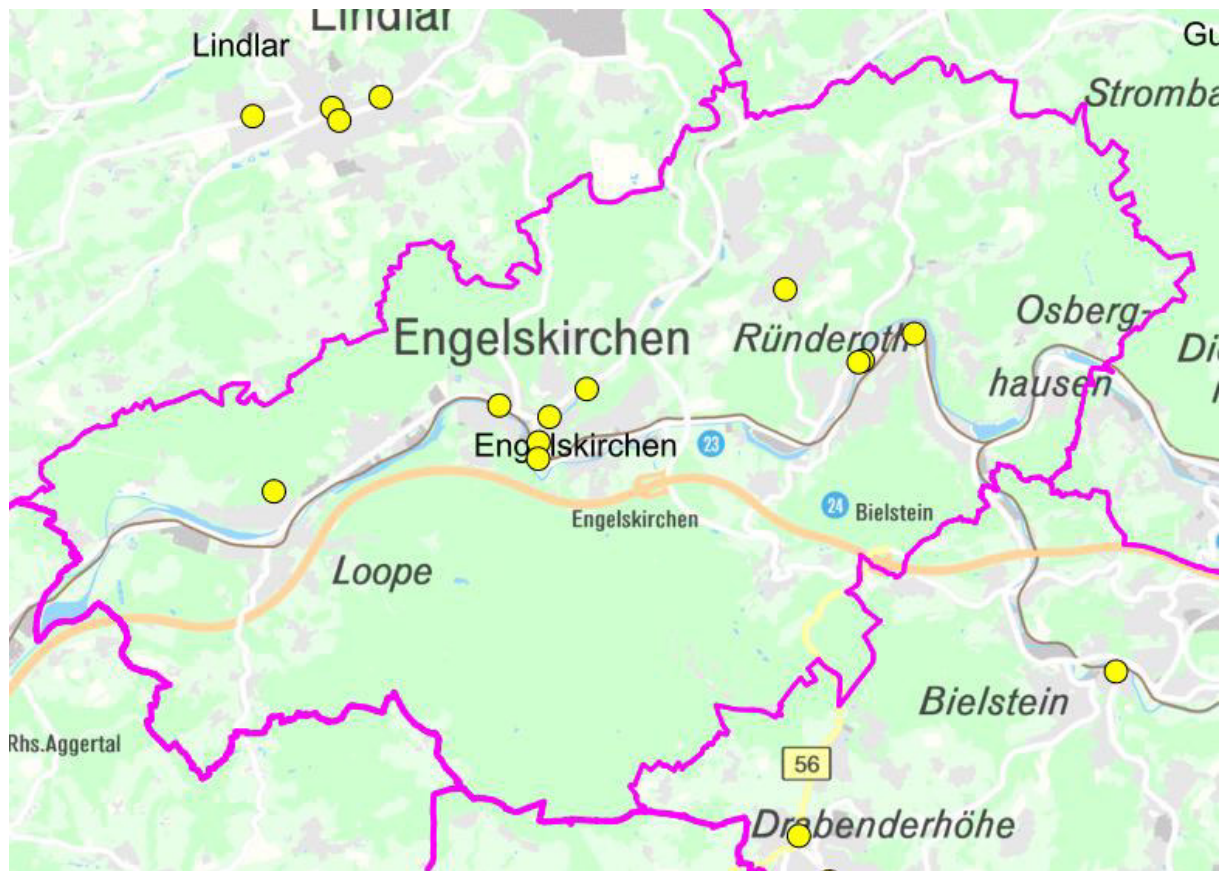 Lindlar
Lindlar
Gu
Stromba
Engelskirchen
Ründeroth
Osberg-
hausen
Engelskirchen
23
24
Bielstein
Engelskirchen
Loope
Bielstein
Rhs.Aggertal
56
Drabenderhöhe